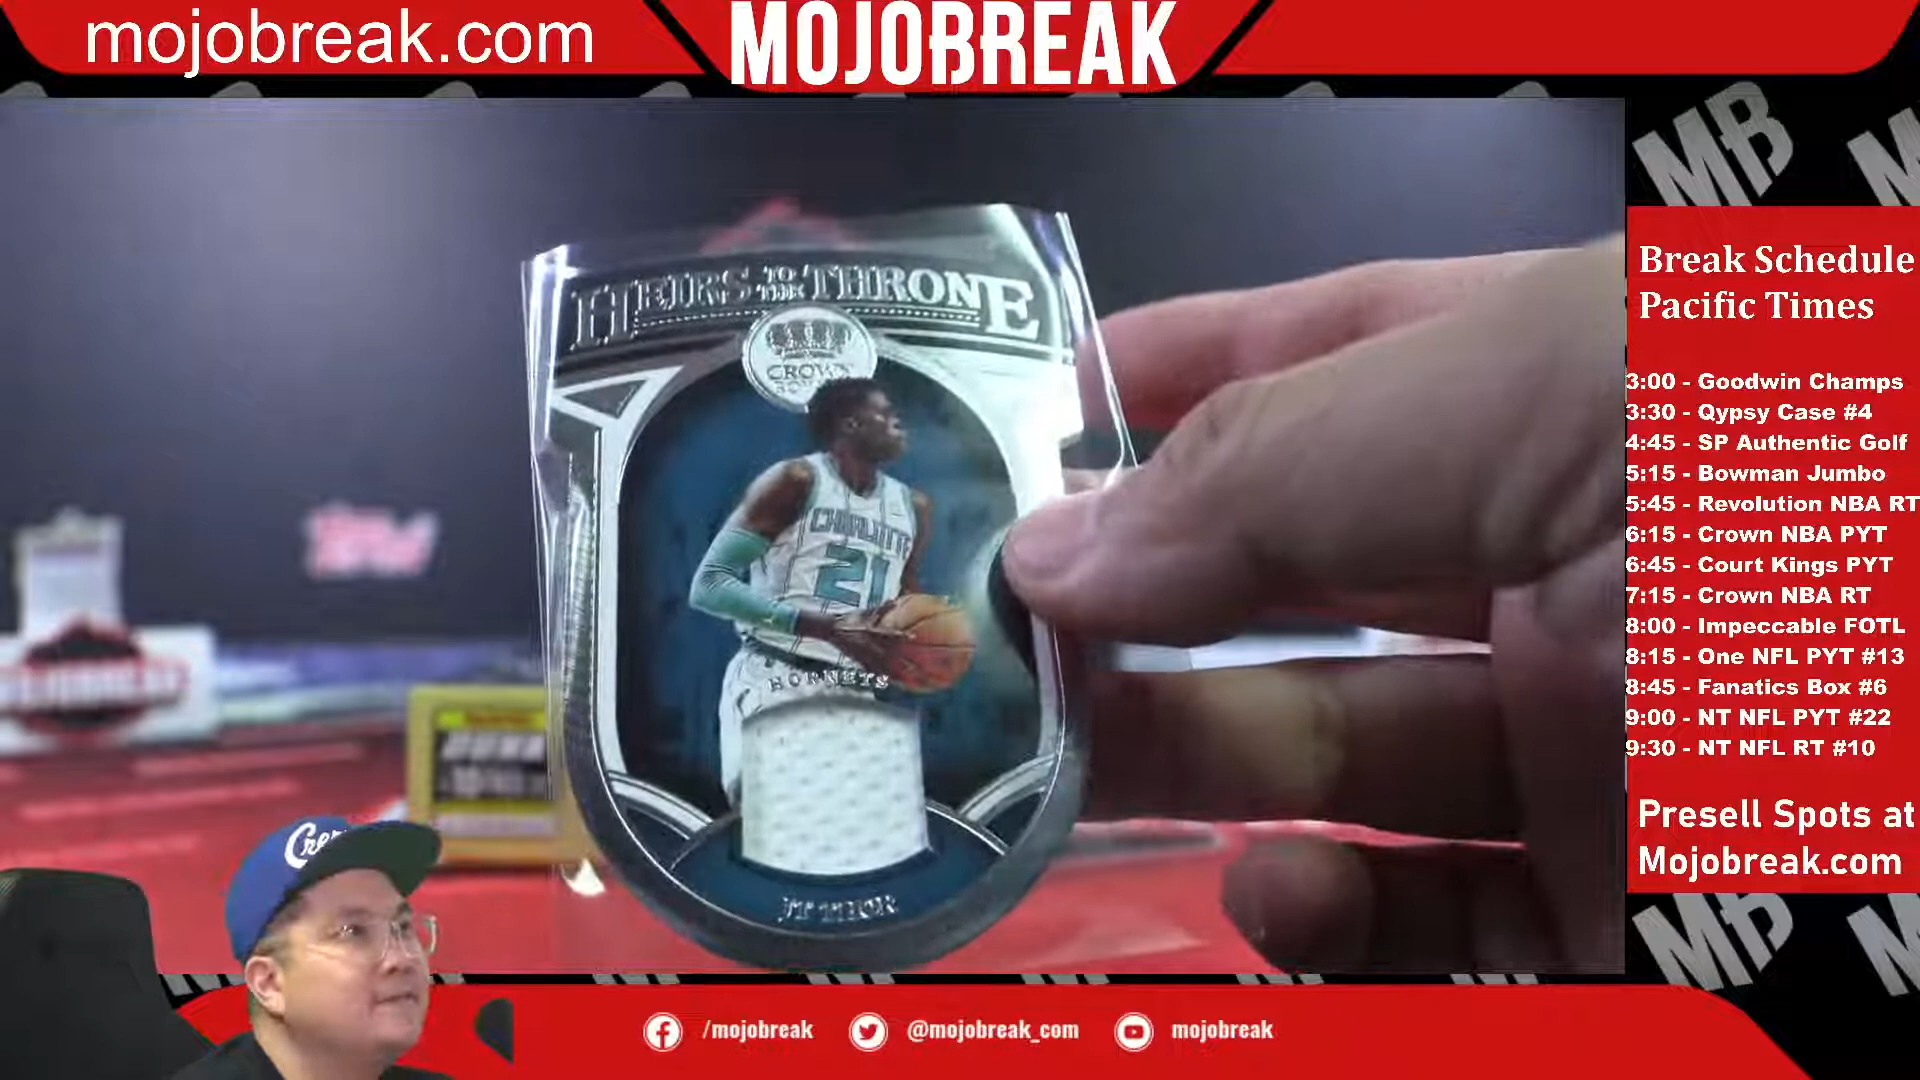 mojobreak.com
MOJOBREAK
HEIRS TO THE THRONE
CROWN
CHARLOTTE
21
HORNETS
JT THOR
MOJOBREAK
Break Schedule
Pacific Times
3:00 - Goodwin Champs
3:30 - Qypsy Case #4
4:45 - SP Authentic Golf
5:15 - Bowman Jumbo
5:45 - Revolution NBA RT
6:15 - Crown NBA PYT
6:45 - Court Kings PYT
7:15 - Crown NBA RT
8:00 - Impeccable FOTL
8:15 - One NFL PYT #13
8:45 - Fanatics Box #6
9:00 - NT NFL PYT #22
9:30 - NT NFL RT #10
Presell Spots at
Mojobreak.com
MB
MB
/mojobreak
@mojobreak_com
mojobreak